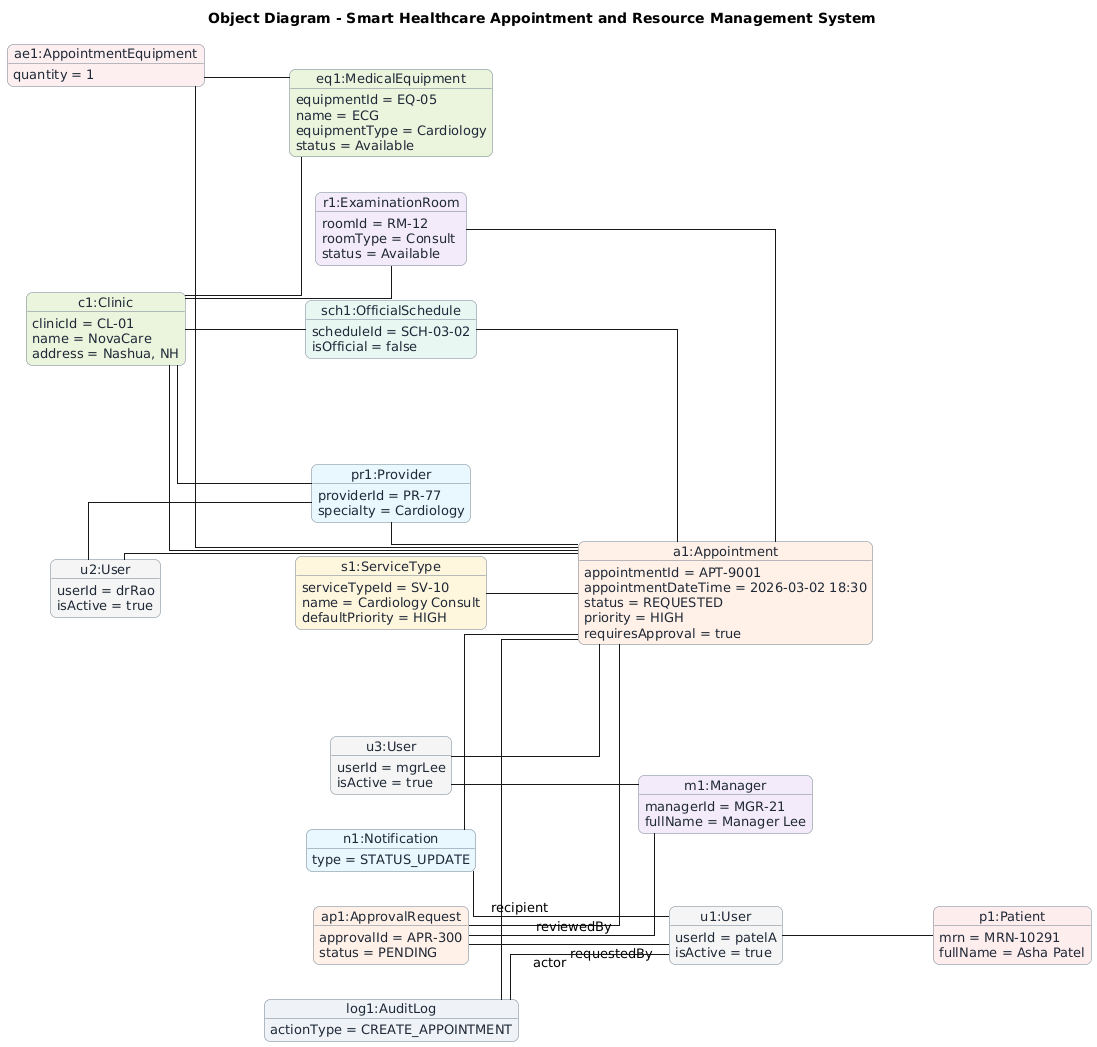 Object Diagram - Smart Healthcare Appointment and Resource Management System
ae1:AppointmentEquipment
quantity = 1
eq1:MedicalEquipment
equipmentId = EQ-05
name = ECG
equipmentType = Cardiology
status = Available
r1:ExaminationRoom
roomId = RM-12
roomType = Consult
status = Available
c1:Clinic
clinicId = CL-01
name = NovaCare
address = Nashua, NH
sch1:OfficialSchedule
scheduleId = SCH-03-02
isOfficial = false
pr1:Provider
providerId = PR-77
specialty = Cardiology
u2:User
userId = drRao
isActive = true
s1:ServiceType
serviceTypeId = SV-10
name = Cardiology Consult
defaultPriority = HIGH
a1:Appointment
appointmentId = APT-9001
appointmentDateTime = 2026-03-02 18:30
status = REQUESTED
priority = HIGH
requiresApproval = true
u3:User
userId = mgrLee
isActive = true
m1:Manager
managerId = MGR-21
fullName = Manager Lee
n1:Notification
type = STATUS_UPDATE
recipient
ap1:ApprovalRequest
approvalId = APR-300
status = PENDING
reviewedBy
requestedBy
actor
u1:User
userId = patelA
isActive = true
p1:Patient
mrn = MRN-10291
fullName = Asha Patel
log1:AuditLog
actionType = CREATE_APPOINTMENT